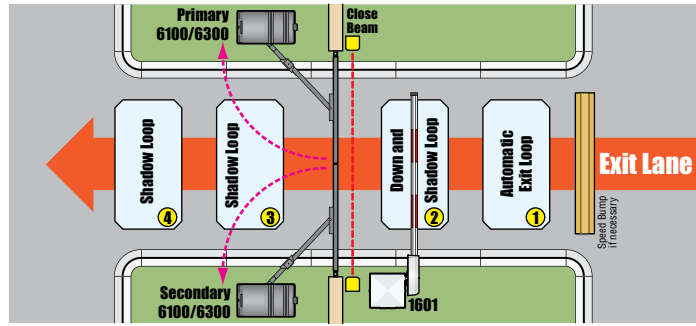 Primary
6100/6300
Close
Beam
Shadow Loop
4
Shadow Loop
3
Down and
Shadow Loop
2
Automatic
Exit Loop
1
Exit Lane
Speed Bump
if necessary
Secondary
6100/6300
1601